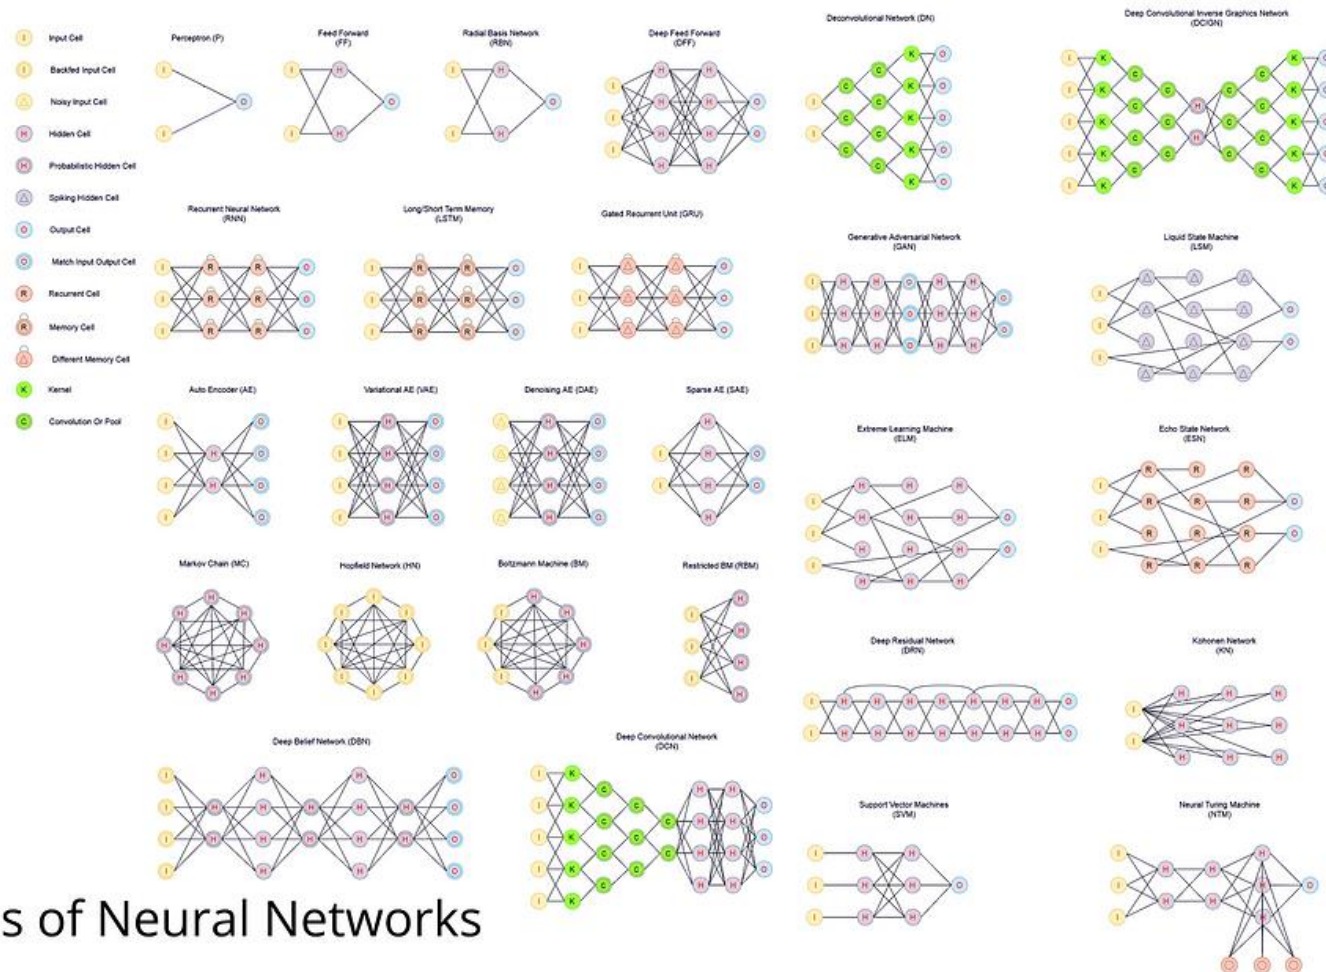 Input Cell
Backfed Input Cell
Noisy Input Cell
Hidden Cell
Probabilistic Hidden Cell
Spiking Hidden Cell
Output Cell
Match Input Output Cell
Recurrent Cell
Memory Cell
Different Memory Cell
Kernel
Convolution Or Pool
Perceptron (P)
Feed Forward
(FF)
Radial Basis Network
(RBN)
Deep Feed Forward
(DFF)
Deconvolutional Network (DN)
Deep Convolutional Inverse Graphics Network
(DCIGN)
Recurrent Neural Network
(RNN)
Long/Short Term Memory
(LSTM)
Gated Recurrent Unit (GRU)
Generative Adversarial Network
(GAN)
Liquid State Machine
(LSM)
Auto Encoder (AE)
Variational AE (VAE)
Denoising AE (DAE)
Sparse AE (SAE)
Extreme Learning Machine
(ELM)
Echo State Network
(ESN)
Markov Chain (MC)
Hopfield Network (HN)
Boltzmann Machine (BM)
Restricted BM (RBM)
Deep Residual Network
(DRN)
Kohonen Network
(KN)
Deep Belief Network (DBN)
Deep Convolutional Network
(DCN)
Support Vector Machines
(SVM)
Neural Turing Machine
(NTM)
s of Neural Networks